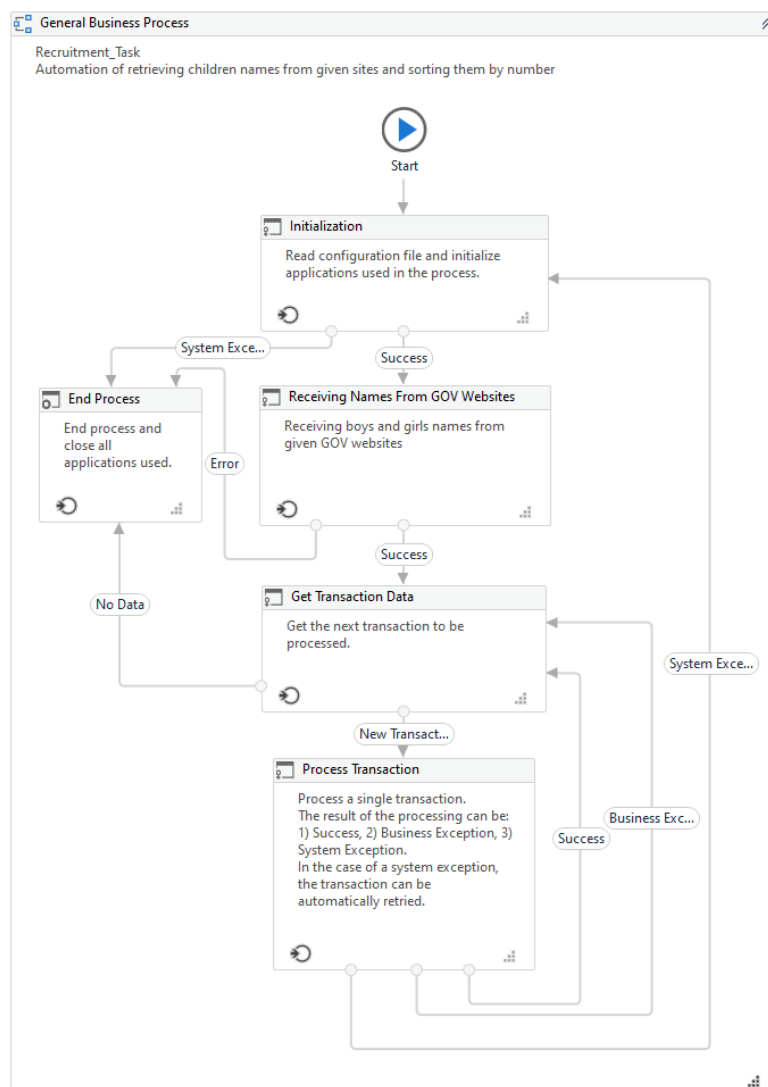 General Business Process
Recruitment_Task
Automation of retrieving children names from given sites and sorting them by number
Start
Initialization
Read configuration file and initialize
applications used in the process.
System Exce...
Success
End Process
End process and
close all
applications used.
Receiving Names From GOV Websites
Receiving boys and girls names from
given GOV websites
Error
Success
No Data
Get Transaction Data
Get the next transaction to be
processed.
System Exce...
New Transact...
Process Transaction
Process a single transaction.
The result of the processing can be:
1) Success, 2) Business Exception, 3)
System Exception.
In the case of a system exception,
the transaction can be
automatically retried.
Business Exc...
Success